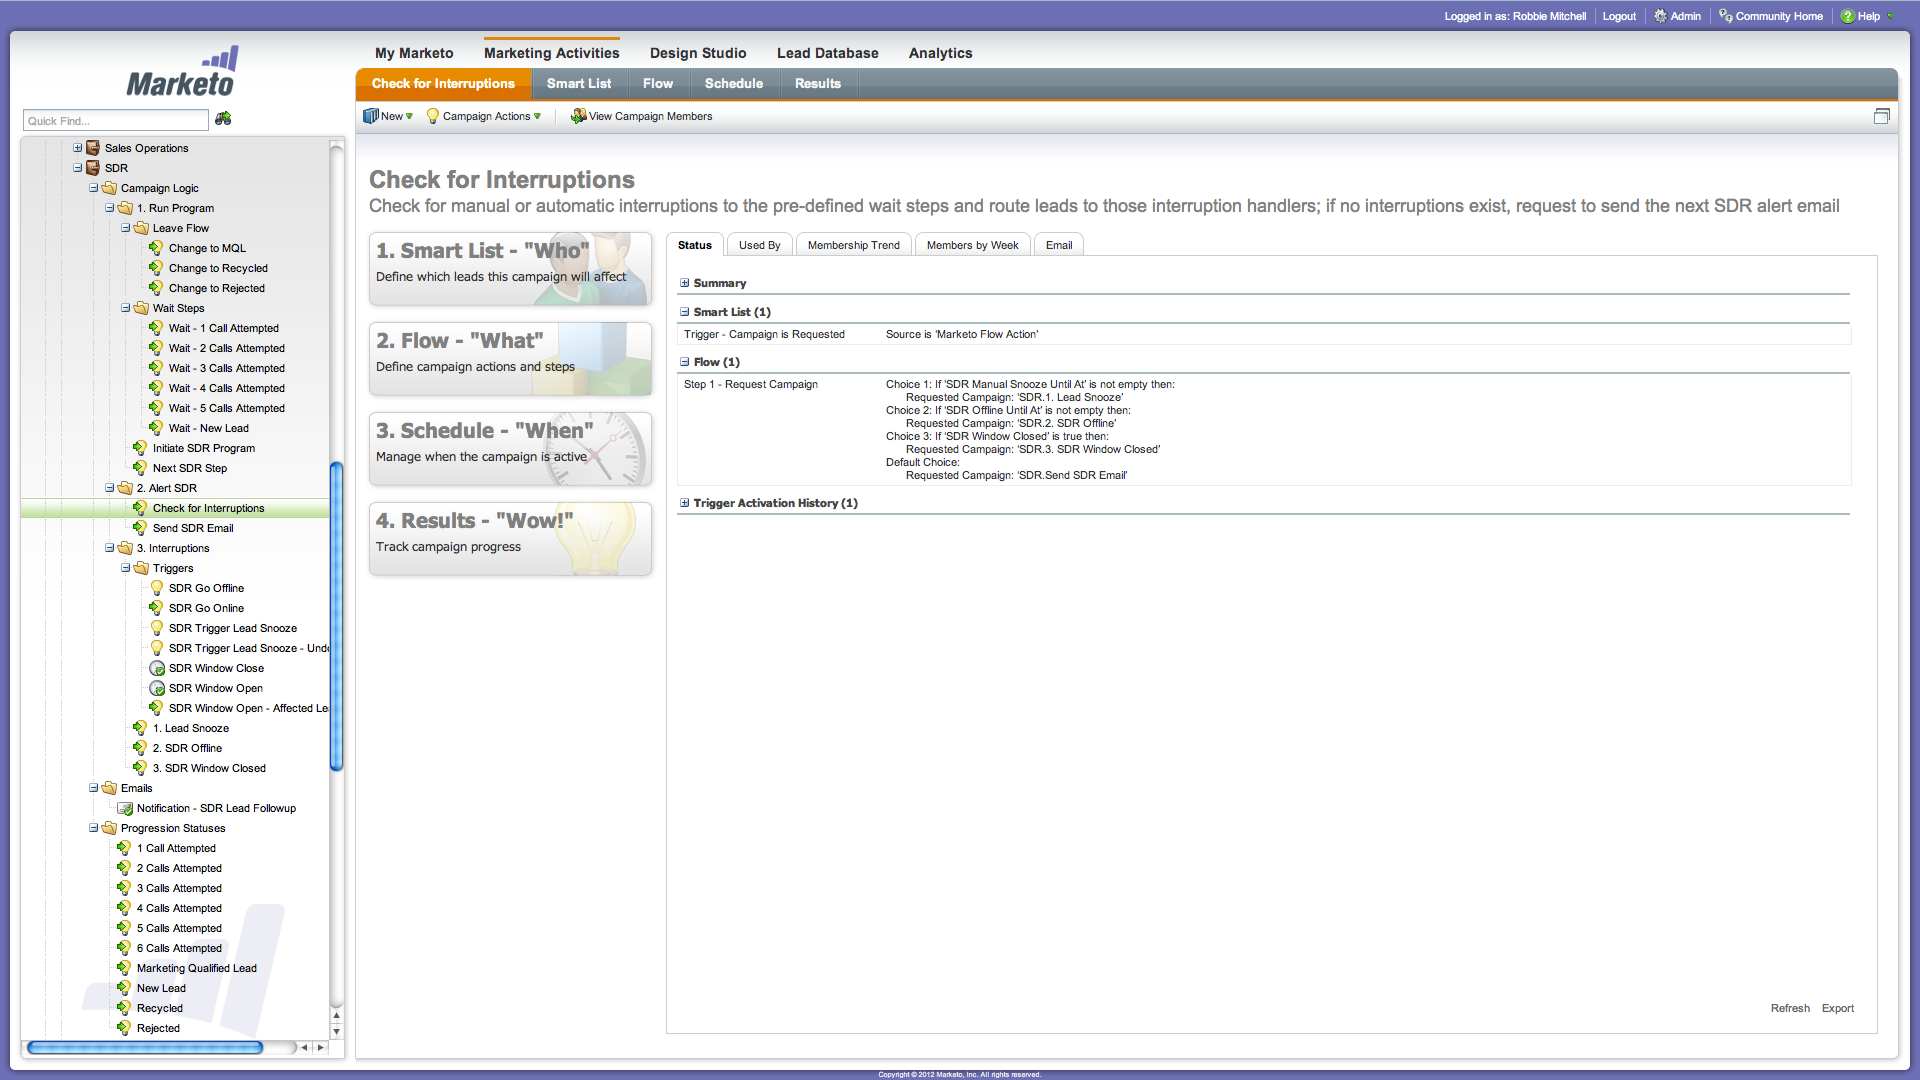 Logged in as: Robbie Mitchell
Logout
Admin
Community Home
Help
Marketo
My Marketo
Marketing Activities
Design Studio
Lead Database
Analytics
Check for Interruptions
Smart List
Flow
Schedule
Results
Quick Find...
New
Campaign Actions
View Campaign Members
Sales Operations
SDR
Campaign Logic
1. Run Program
Leave Flow
Change to MQL
Change to Recycled
Change to Rejected
Wait Steps
Wait - 1 Call Attempted
Wait - 2 Calls Attempted
Wait - 3 Calls Attempted
Wait - 4 Calls Attempted
Wait - 5 Calls Attempted
Wait - New Lead
Initiate SDR Program
Next SDR Step
2. Alert SDR
Check for Interruptions
Send SDR Email
3. Interruptions
Triggers
SDR Go Offline
SDR Go Online
SDR Trigger Lead Snooze
SDR Trigger Lead Snooze - Undo
SDR Window Close
SDR Window Open
SDR Window Open - Affected Le
1. Lead Snooze
2. SDR Offline
3. SDR Window Closed
Emails
Notification - SDR Lead Followup
Progression Statuses
1 Call Attempted
2 Calls Attempted
3 Calls Attempted
4 Calls Attempted
5 Calls Attempted
6 Calls Attempted
Marketing Qualified Lead
New Lead
Recycled
Rejected
Check for Interruptions
Check for manual or automatic interruptions to the pre-defined wait steps and route leads to those interruption handlers; if no interruptions exist, request to send the next SDR alert email
1. Smart List - "Who"
Define which leads this campaign will affect
2. Flow - "What"
Define campaign actions and steps
3. Schedule - "When"
Manage when the campaign is active
4. Results - "Wow!"
Track campaign progress
Status
Used By
Membership Trend
Members by Week
Email
Summary
Smart List (1)
Trigger - Campaign is Requested
Source is 'Marketo Flow Action'
Flow (1)
Step 1 - Request Campaign
Choice 1: If 'SDR Manual Snooze Until At' is not empty then:
Requested Campaign: 'SDR.1. Lead Snooze'
Choice 2: If 'SDR Offline Until At' is not empty then:
Requested Campaign: 'SDR.2. SDR Offline'
Choice 3: If 'SDR Window Closed' is true then:
Requested Campaign: 'SDR.3. SDR Window Closed'
Default Choice:
Requested Campaign: 'SDR.Send SDR Email'
Trigger Activation History (1)
Refresh
Export
Copyright © 2012 Marketo, Inc. All rights reserved.